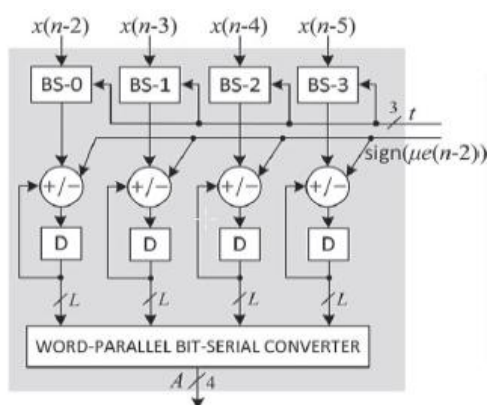 x(n-2) x(n-3) x(n-4) x(n-5)
BS-0 BS-1 BS-2 BS-3
3 t
sign(μe(n-2))
+/− +/− +/− +/−
D D D D
L L L L
WORD-PARALLEL BIT-SERIAL CONVERTER
A 4